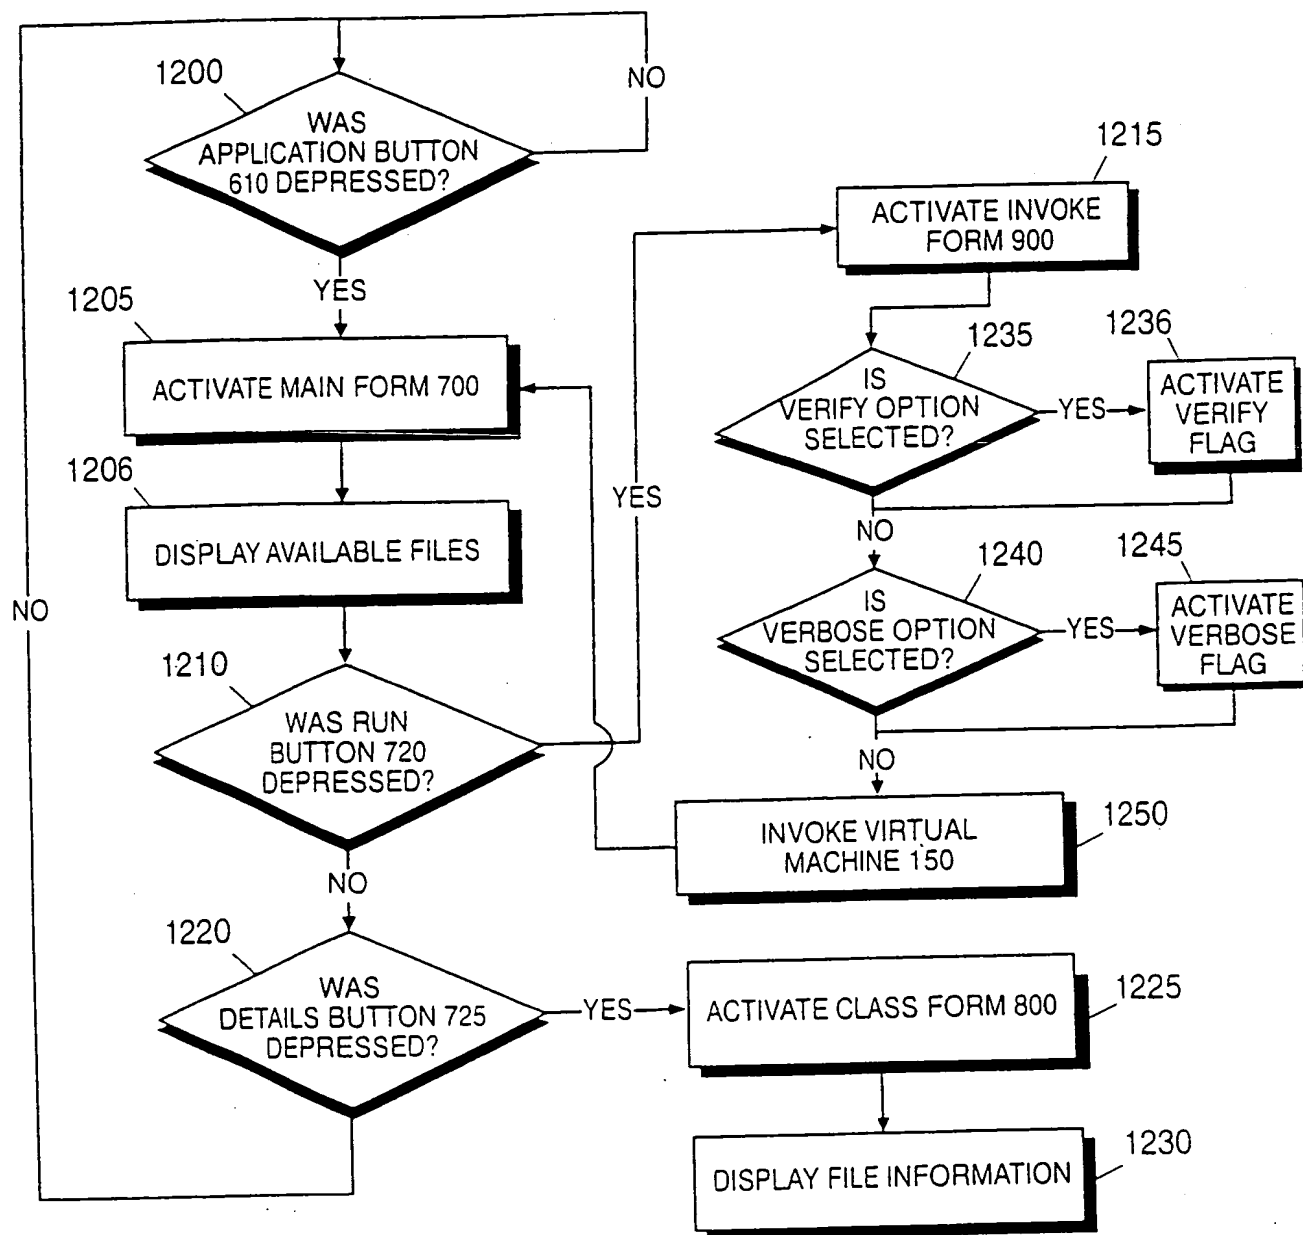 1200
WAS
APPLICATION BUTTON
610 DEPRESSED?
NO
YES
1205
ACTIVATE MAIN FORM 700
1206
DISPLAY AVAILABLE FILES
NO
1210
WAS RUN
BUTTON 720
DEPRESSED?
YES
NO
1220
WAS
DETAILS BUTTON 725
DEPRESSED?
YES
1215
ACTIVATE INVOKE
FORM 900
1235
IS
VERIFY OPTION
SELECTED?
YES
1236
ACTIVATE
VERIFY
FLAG
NO
1240
IS
VERBOSE OPTION
SELECTED?
YES
1245
ACTIVATE
VERBOSE
FLAG
NO
INVOKE VIRTUAL
MACHINE 150
1250
ACTIVATE CLASS FORM 800
1225
DISPLAY FILE INFORMATION
1230